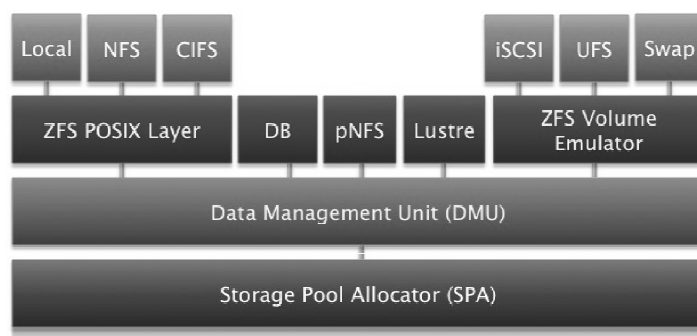 Local
NFS
CIFS
iSCSI
UFS
Swap
ZFS POSIX Layer
DB
pNFS
Lustre
ZFS Volume
Emulator
Data Management Unit (DMU)
Storage Pool Allocator (SPA)